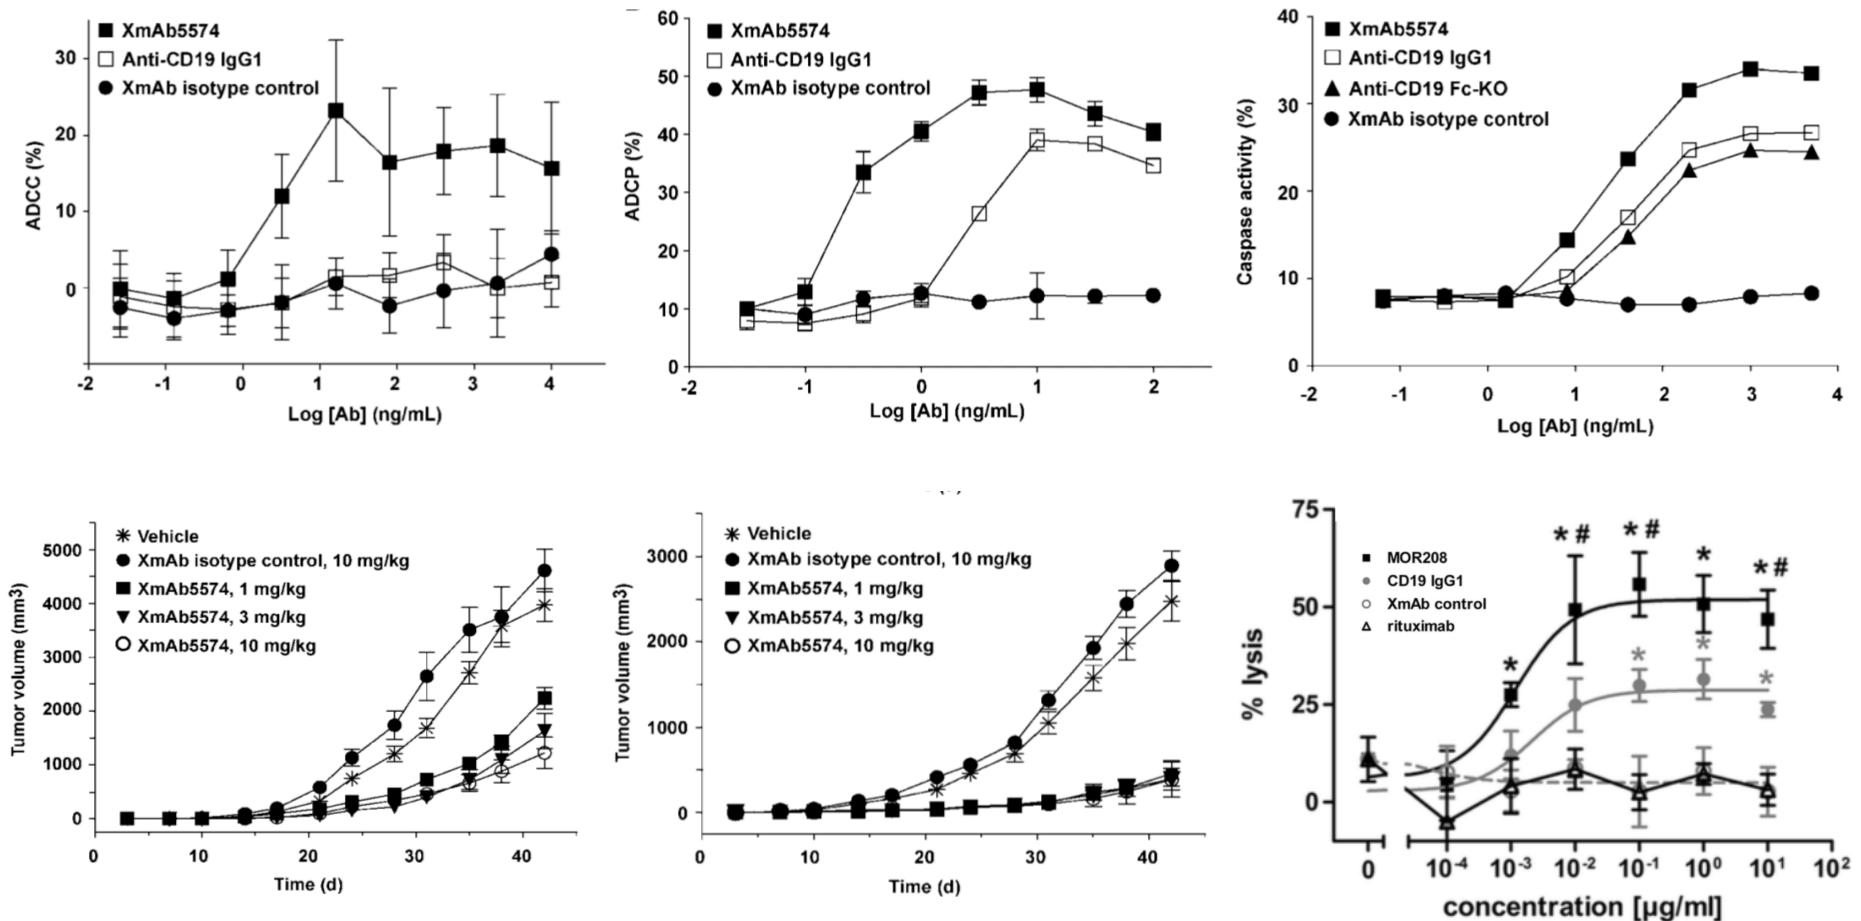 XmAb5574
Anti-CD19 IgG1
XmAb isotype control
ADCC (%)
30
20
10
0
-2 -1 0 1 2 3 4
Log [Ab] (ng/mL)
XmAb5574
Anti-CD19 IgG1
XmAb isotype control
ADCP (%)
60
50
40
30
20
10
0
-2 -1 0 1 2
Log [Ab] (ng/mL)
XmAb5574
Anti-CD19 IgG1
Anti-CD19 Fc-KO
XmAb isotype control
Caspase activity (%)
40
30
20
10
0
-2 -1 0 1 2 3 4
Log [Ab] (ng/mL)
Vehicle
XmAb isotype control, 10 mg/kg
XmAb5574, 1 mg/kg
XmAb5574, 3 mg/kg
XmAb5574, 10 mg/kg
Tumor volume (mm3)
5000
4000
3000
2000
1000
0
0 10 20 30 40
Time (d)
Vehicle
XmAb isotype control, 10 mg/kg
XmAb5574, 1 mg/kg
XmAb5574, 3 mg/kg
XmAb5574, 10 mg/kg
Tumor volume (mm3)
3000
2000
1000
0
0 10 20 30 40
Time (d)
MOR208
CD19 IgG1
XmAb control
rituximab
% lysis
75
50
25
0
* * # * # * * #
* * *
0 10-4 10-3 10-2 10-1 100 101 102
concentration [µg/ml]